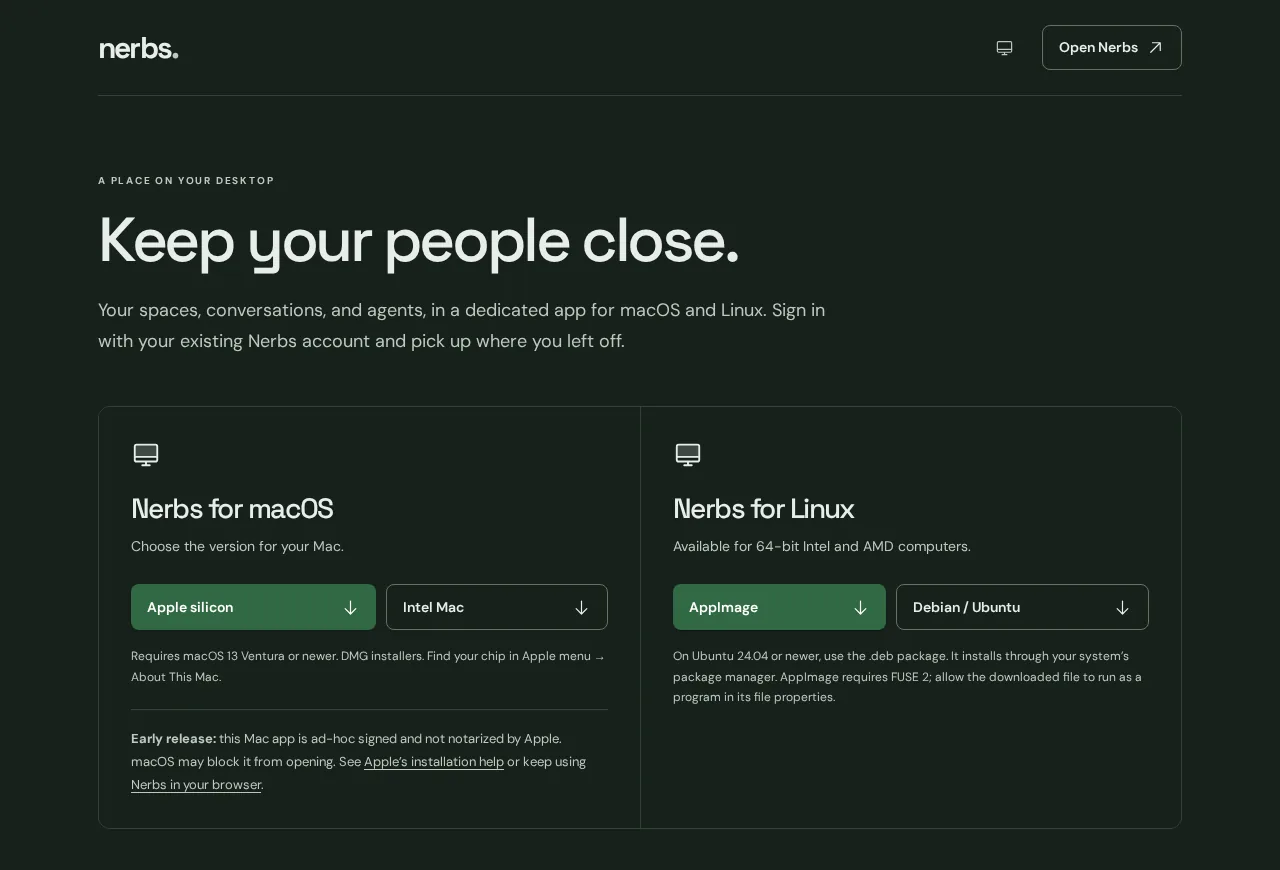 nerbs.
Open Nerbs
A PLACE ON YOUR DESKTOP
Keep your people close.
Your spaces, conversations, and agents, in a dedicated app for macOS and Linux. Sign in
with your existing Nerbs account and pick up where you left off.
Nerbs for macOS
Choose the version for your Mac.
Apple silicon
Intel Mac
Requires macOS 13 Ventura or newer. DMG installers. Find your chip in Apple menu →
About This Mac.
Early release: this Mac app is ad-hoc signed and not notarized by Apple.
macOS may block it from opening. See Apple’s installation help or keep using
Nerbs in your browser.
Nerbs for Linux
Available for 64-bit Intel and AMD computers.
AppImage
Debian / Ubuntu
On Ubuntu 24.04 or newer, use the .deb package. It installs through your system’s
package manager. AppImage requires FUSE 2; allow the downloaded file to run as a
program in its file properties.